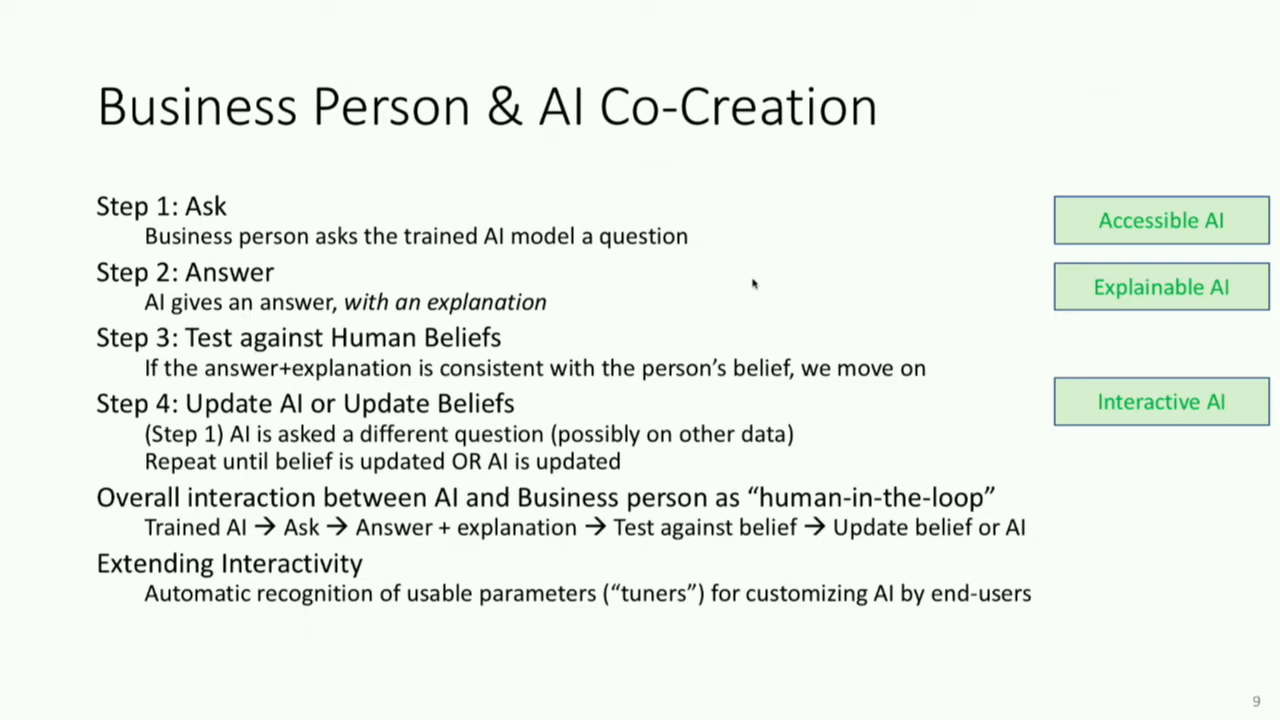 Business Person & AI Co-Creation
Step 1: Ask
Accessible AI
Business person asks the trained AI model a question
Step 2: Answer
Explainable AI
AI gives an answer, with an explanation
Step 3: Test against Human Beliefs
If the answer+explanation is consistent with the person’s belief, we move on
Step 4: Update AI or Update Beliefs
Interactive AI
(Step 1) AI is asked a different question (possibly on other data)
Repeat until belief is updated OR AI is updated
Overall interaction between AI and Business person as “human-in-the-loop”
Trained AI → Ask → Answer + explanation → Test against belief → Update belief or AI
Extending Interactivity
Automatic recognition of usable parameters (“tuners”) for customizing AI by end-users
9